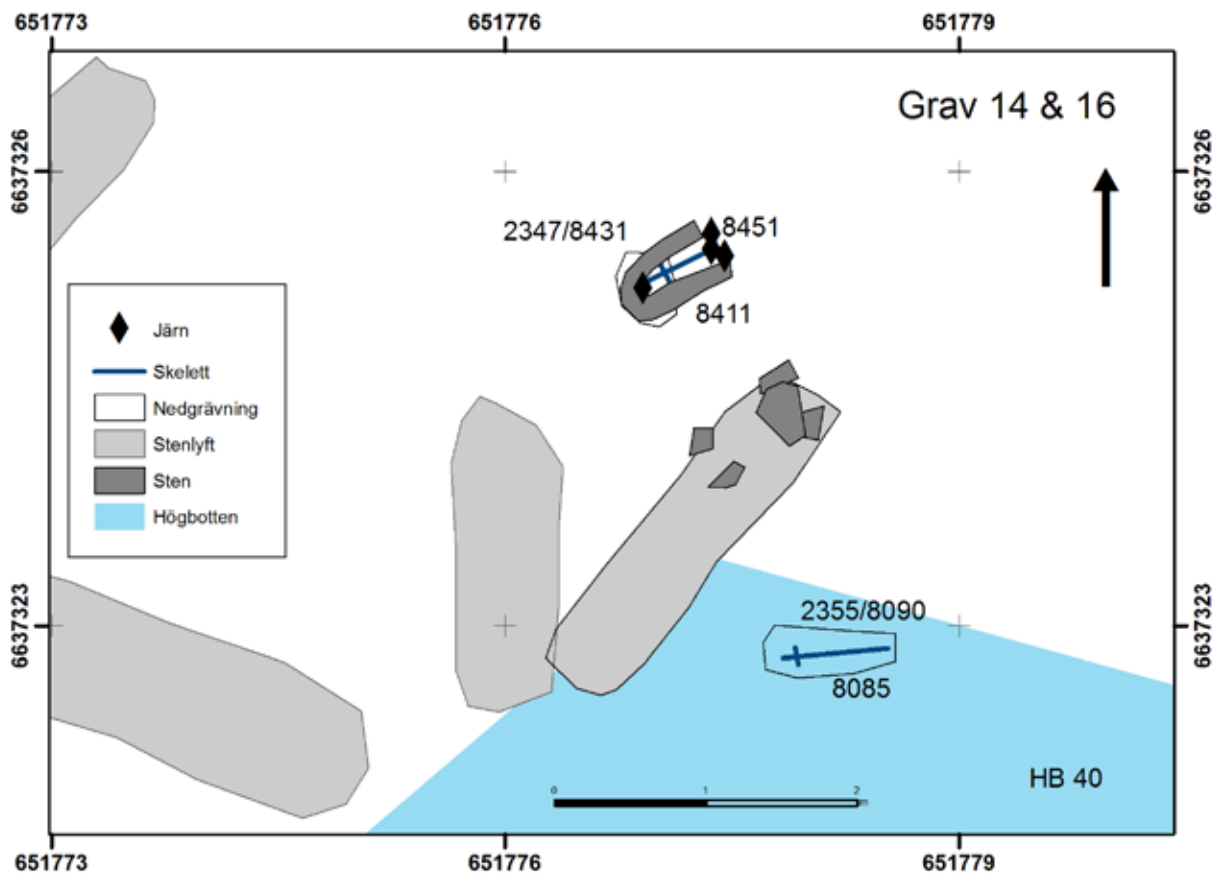 651773 651776 651779
Grav 14 & 16
6637326 6637326
2347/8431 8451
8411
Järn
Skelett
Nedgrävning
Stenlyft
Sten
Högbotten
6637323 6637323
2355/8090
8085
HB 40
0 1 2
m
651773 651776 651779